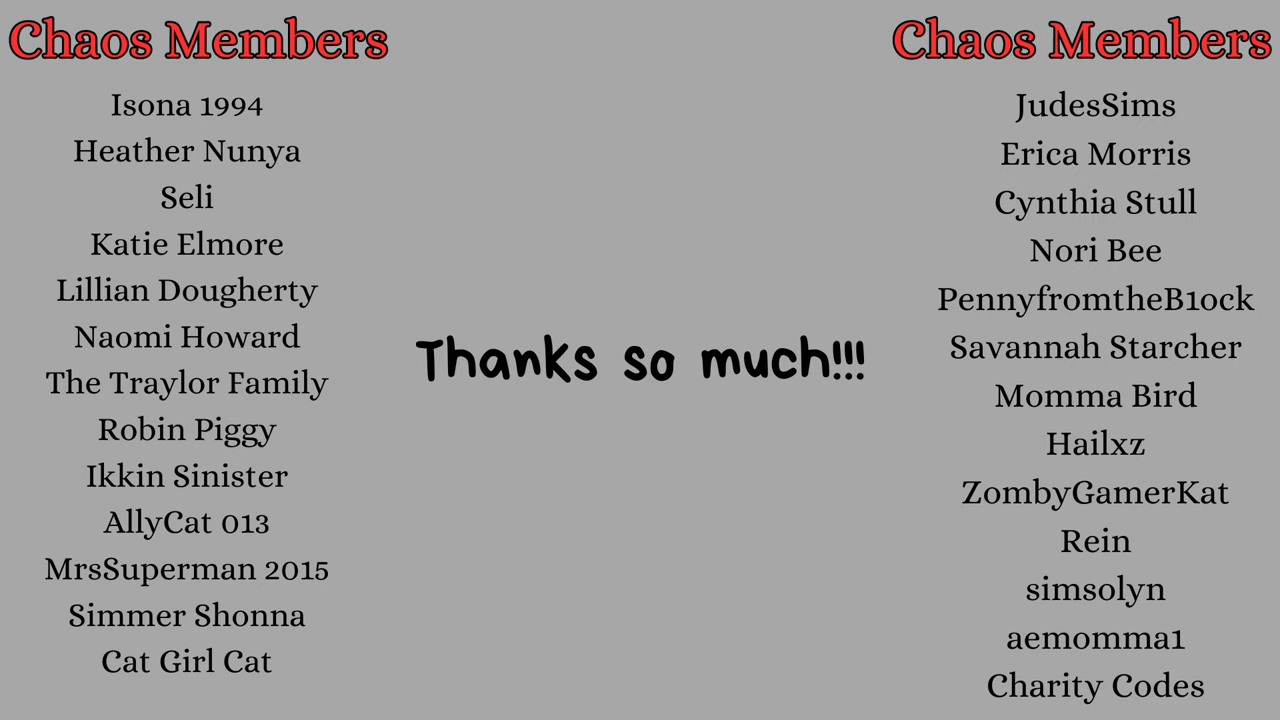 Chaos Members
Isona 1994
Heather Nunya
Seli
Katie Elmore
Lillian Dougherty
Naomi Howard
The Traylor Family
Robin Piggy
Ikkin Sinister
AllyCat 013
MrsSuperman 2015
Simmer Shonna
Cat Girl Cat
Thanks so much!!!
Chaos Members
JudesSims
Erica Morris
Cynthia Stull
Nori Bee
PennyfromtheB1ock
Savannah Starcher
Momma Bird
Hailxz
ZombyGamerKat
Rein
simsolyn
aemomma1
Charity Codes